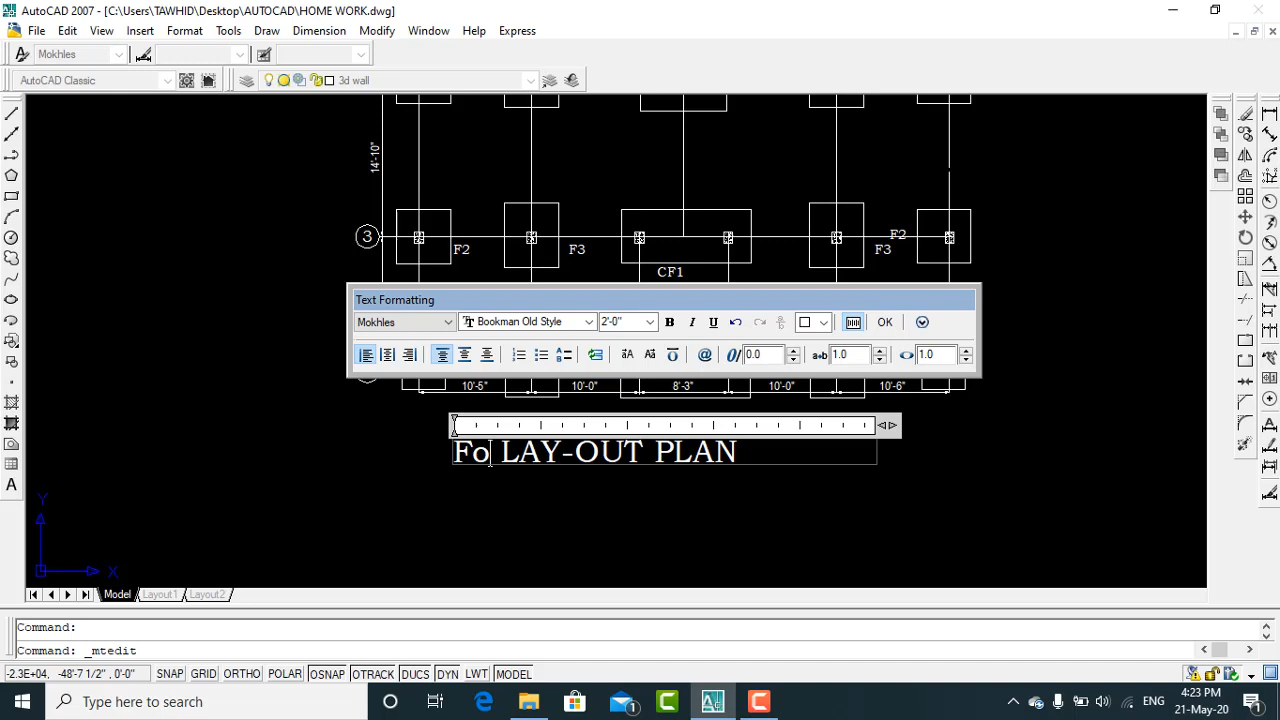 AutoCAD 2007 - [C:\Users\TAWHID\Desktop\AUTOCAD\HOME WORK.dwg]
File Edit View Insert Format Tools Draw Dimension Modify Window Help Express
Mokhles
AutoCAD Classic 3d wall
14'-10"
3 F2 F3 CF1 F3 F2
Text Formatting
Mokhles Bookman Old Style 2'-0" B I U OK
0.0 a+b 1.0 1.0
10'-5" 10'-0" 8'-3" 10'-0" 10'-6"
Fo LAY-OUT PLAN
Y
X
Model Layout1 Layout2
Command:
Command: _mtedit
-2.3E+04, -48'-7 1/2" , 0'-0" SNAP GRID ORTHO POLAR OSNAP OTRACK DUCS DYN LWT MODEL
Type here to search
ENG
4:23 PM
21-May-20